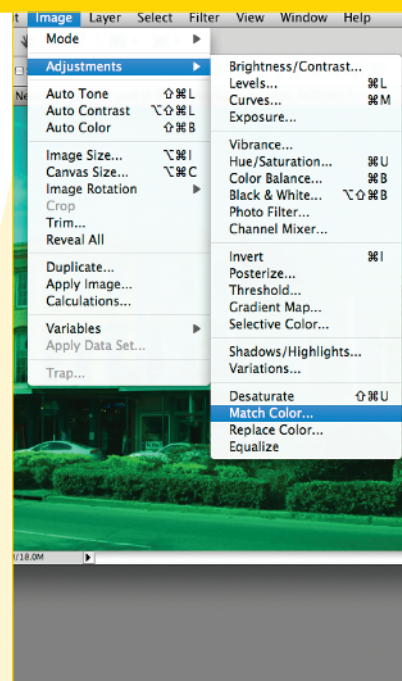 t Image Layer Select Filter View Window Help
Mode
Adjustments
Auto Tone ⇧⌘L
Auto Contrast ⌥⇧⌘L
Auto Color ⇧⌘B
Image Size... ⌥⌘I
Canvas Size... ⌥⌘C
Image Rotation
Crop
Trim...
Reveal All
Duplicate...
Apply Image...
Calculations...
Variables
Apply Data Set...
Trap...
Brightness/Contrast...
Levels... ⌘L
Curves... ⌘M
Exposure...
Vibrance...
Hue/Saturation... ⌘U
Color Balance... ⌘B
Black & White... ⌥⇧⌘B
Photo Filter...
Channel Mixer...
Invert ⌘I
Posterize...
Threshold...
Gradient Map...
Selective Color...
Shadows/Highlights...
Variations...
Desaturate ⇧⌘U
Match Color...
Replace Color...
Equalize
/18.0M